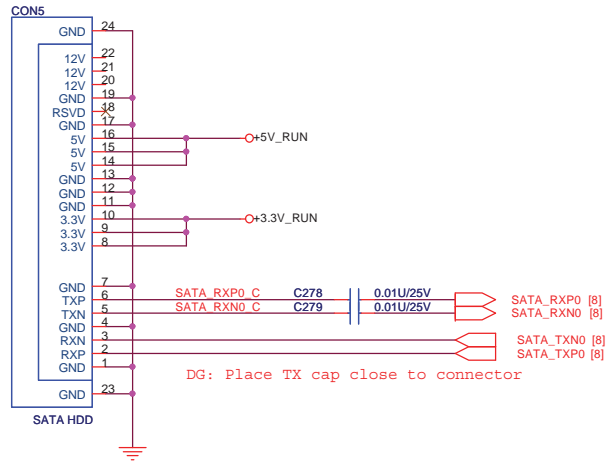 CON5
GND 24
12V 22
12V 21
12V 20
GND 19
RSVD 18
GND 17
5V 16 +5V_RUN
5V 15
5V 14
GND 13
GND 12
GND 11
3.3V 10 +3.3V_RUN
3.3V 9
3.3V 8
GND 7
TXP 6 SATA_RXP0_C C278 0.01U/25V SATA_RXP0 [8]
TXN 5 SATA_RXN0_C C279 0.01U/25V SATA_RXN0 [8]
GND 4
RXN 3 SATA_TXN0 [8]
RXP 2 SATA_TXP0 [8]
GND 1
DG: Place TX cap close to connector
GND 23
SATA HDD